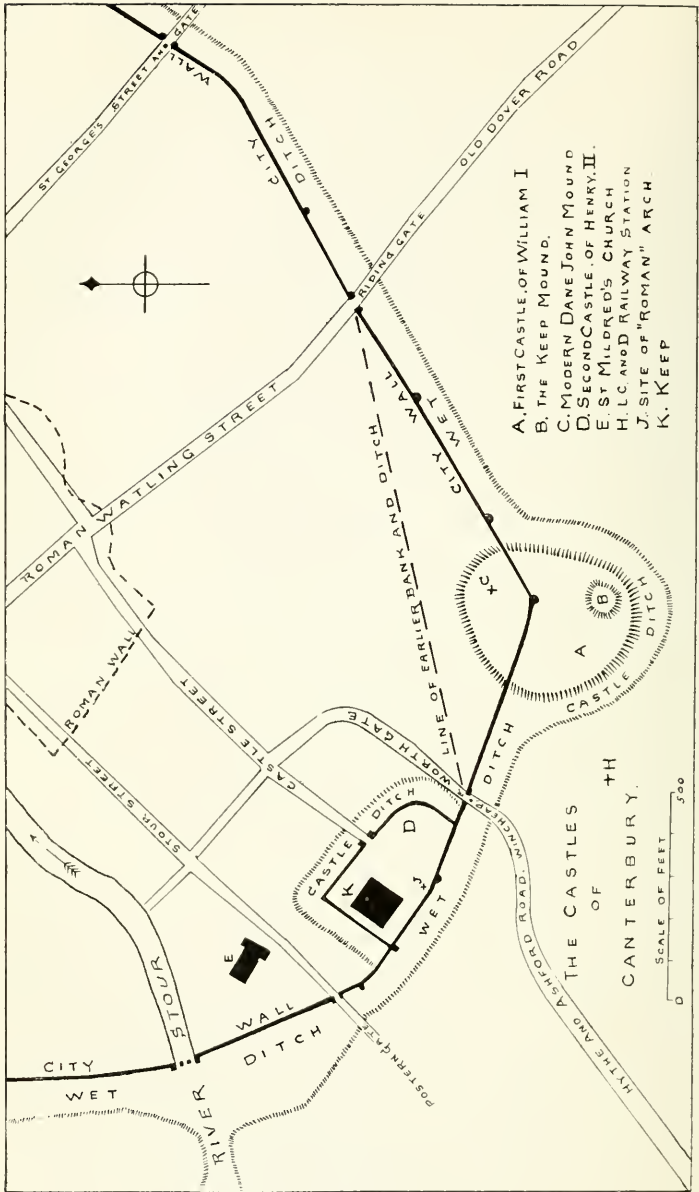 ST GEORGE'S STREET AND GATE
WALL
CITY
DITCH
OLD DOVER ROAD
RIDING GATE
ROMAN WATLING STREET
ROMAN WALL
CASTLE STREET
STOUR STREET
WORTHGATE
LINE OF EARLIER BANK AND DITCH
WALL
CITY WET
DITCH
C
B
A
CASTLE DITCH
CASTLE DITCH
D
K
J
E
WET
STOUR
RIVER
CITY WALL
WET DITCH
POSTERN GATE
WINCHEAP
HYTHE AND ASHFORD ROAD
H
A. FIRST CASTLE. OF WILLIAM I
B. THE KEEP MOUND.
C. MODERN DANE JOHN MOUND
D. SECOND CASTLE. OF HENRY. II.
E. ST MILDRED'S CHURCH
H. L.C. AND D RAILWAY STATION
J. SITE OF "ROMAN" ARCH.
K. KEEP
THE CASTLES
OF
CANTERBURY.
SCALE OF FEET
0 500